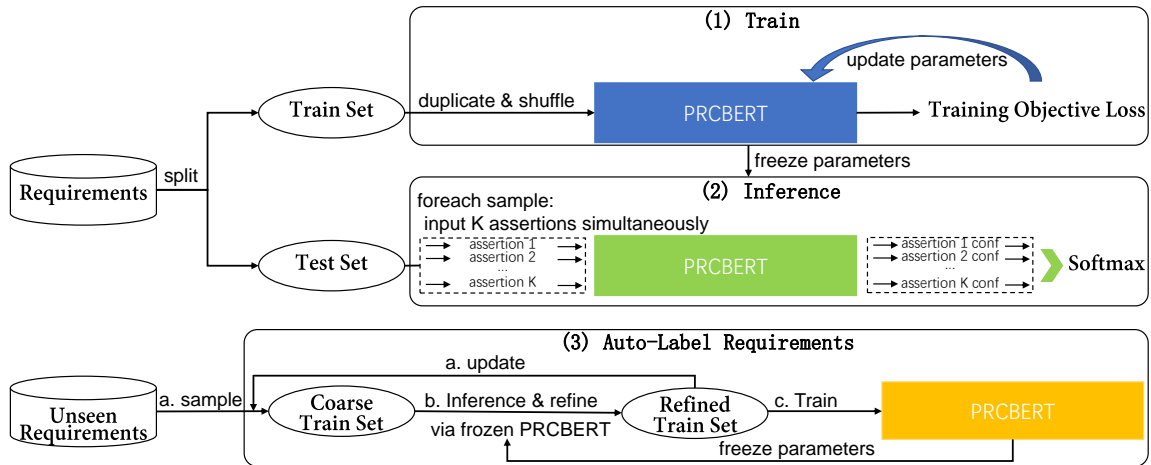 (1) Train
update parameters
Train Set
duplicate & shuffle
PRCBERT
Training Objective Loss
Requirements
split
freeze parameters
(2) Inference
foreach sample:
input K assertions simultaneously
Test Set
assertion 1
assertion 2
...
assertion K
PRCBERT
assertion 1 conf
assertion 2 conf
...
assertion K conf
Softmax
(3) Auto-Label Requirements
a. update
Unseen
Requirements
a. sample
Coarse
Train Set
b. Inference & refine
via frozen PRCBERT
Refined
Train Set
c. Train
PRCBERT
freeze parameters